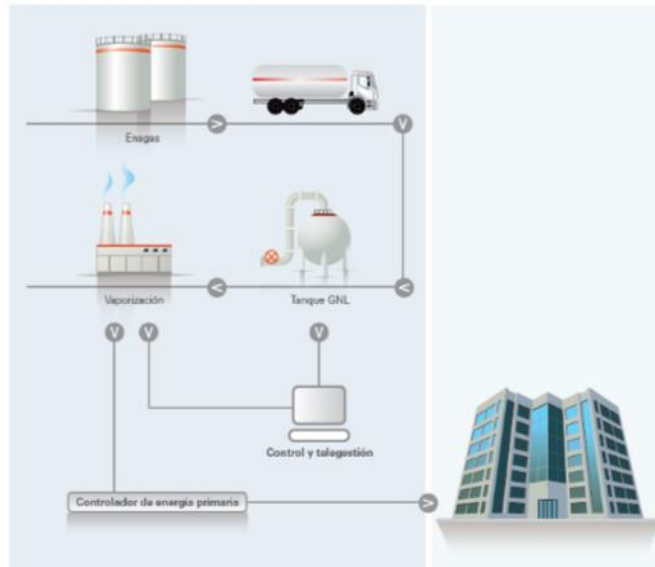 Enagas
Vaporización
Tanque GNL
Control y telegestión
Controlador de energía primaria